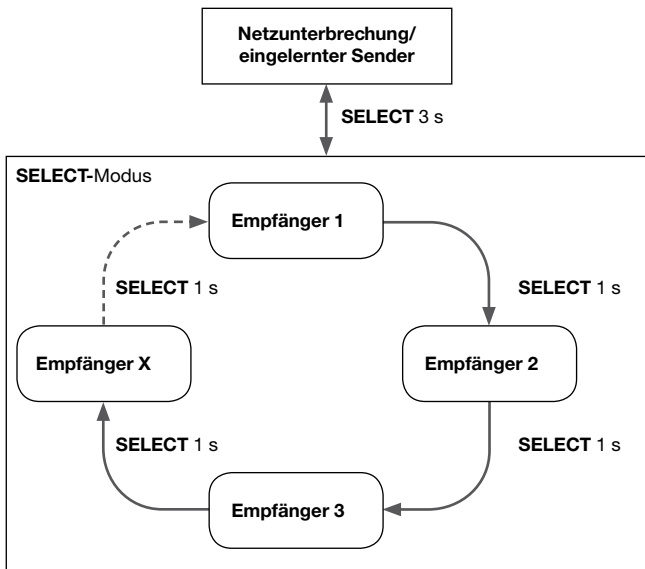 Netzunterbrechung/
eingelernter Sender
SELECT 3 s
SELECT-Modus
Empfänger 1
SELECT 1 s
SELECT 1 s
Empfänger X
Empfänger 2
SELECT 1 s
SELECT 1 s
Empfänger 3